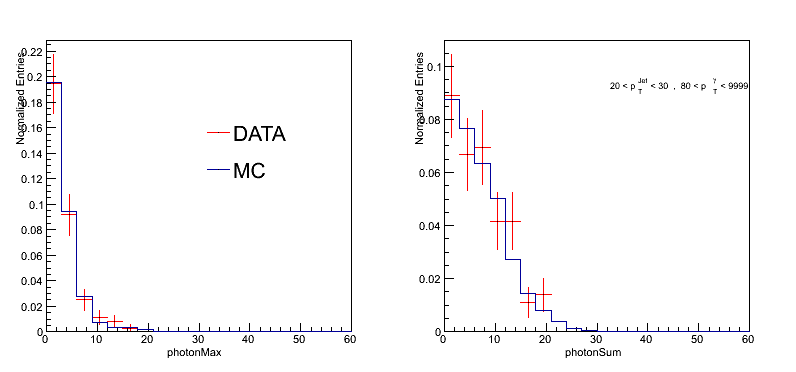 Normalized Entries
0.22
0.2
0.18
0.16
0.14
0.12
0.1
0.08
0.06
0.04
0.02
0
0 10 20 30 40 50 60
photonMax
DATA
MC
Normalized Entries
0.1
0.08
0.06
0.04
0.02
0
0 10 20 30 40 50 60
photonSum
20 < p_T^Jet < 30 , 80 < p_T^γ < 9999